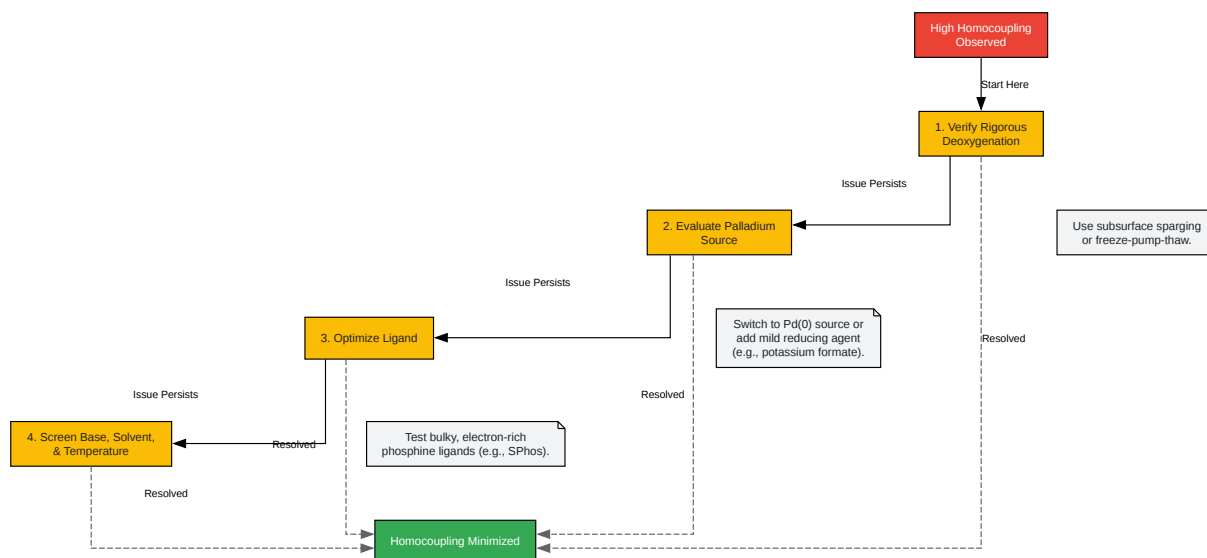 High Homocoupling
Observed
Start Here
1. Verify Rigorous
Deoxygenation
Issue Persists
2. Evaluate Palladium
Source
Use subsurface sparging
or freeze-pump-thaw.
Issue Persists
3. Optimize Ligand
Switch to Pd(0) source or
add mild reducing agent
(e.g., potassium formate).
Resolved
Issue Persists
Resolved
4. Screen Base, Solvent,
& Temperature
Resolved
Test bulky, electron-rich
phosphine ligands (e.g., SPhos).
Resolved
Homocoupling Minimized